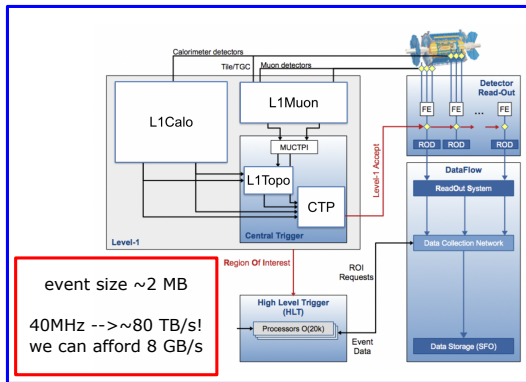 Calorimeter detectors
Tile/TGC
Muon detectors
L1Calo
L1Muon
MUCTPI
L1Topo
CTP
Central Trigger
Level-1
Level-1 Accept
Detector
Read-Out
FE
FE
...
FE
ROD
ROD
ROD
DataFlow
ReadOut System
Data Collection Network
Data Storage (SFO)
Region Of Interest
ROI
Requests
High Level Trigger
(HLT)
Processors O(20k)
Event
Data
event size ~2 MB
40MHz -->~80 TB/s!
we can afford 8 GB/s